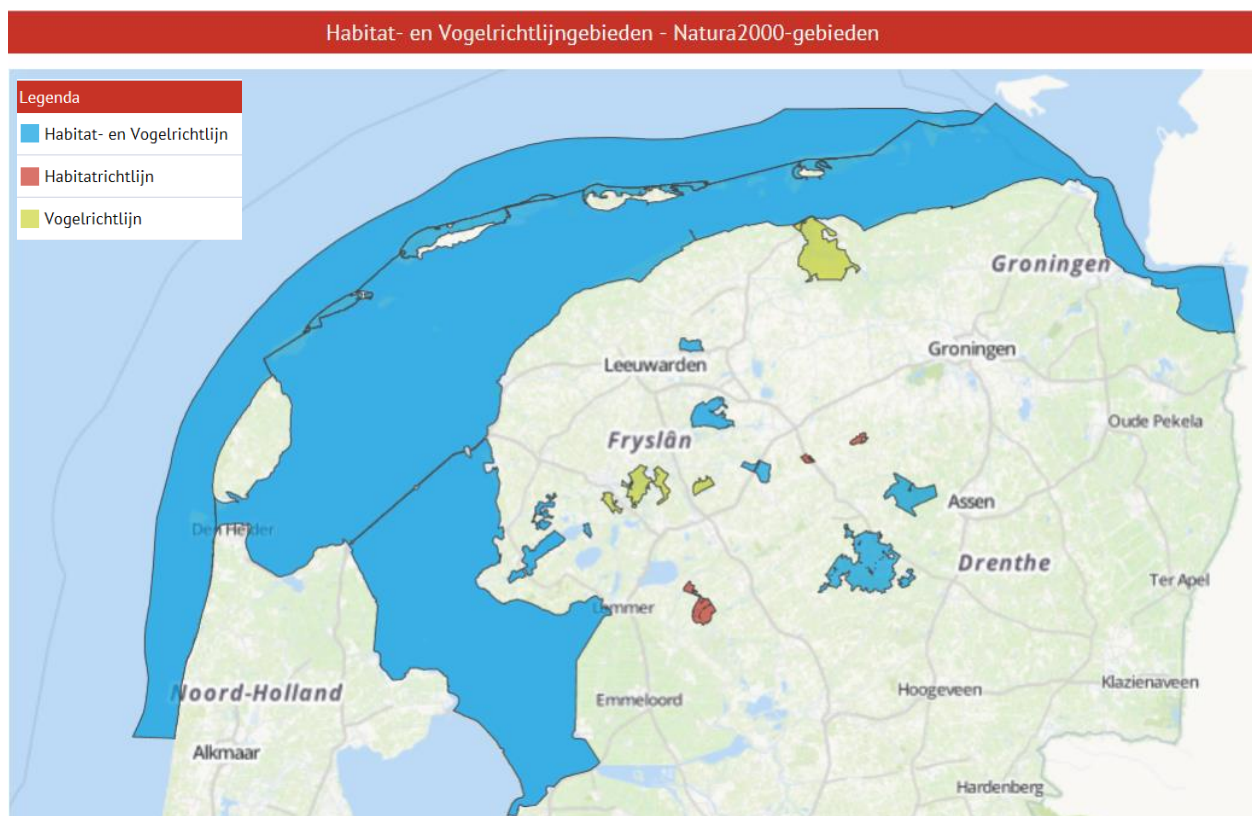 Habitat- en Vogelrichtlijngebieden - Natura2000-gebieden
Legenda
Habitat- en Vogelrichtlijn
Habitatrichtlijn
Vogelrichtlijn
Groningen
Groningen
Leeuwarden
Oude Pekela
Fryslân
Assen
Den Helder
Drenthe
Ter Apel
Lemmer
Noord-Holland
Emmeloord
Hoogeveen
Klazienaveen
Alkmaar
Hardenberg